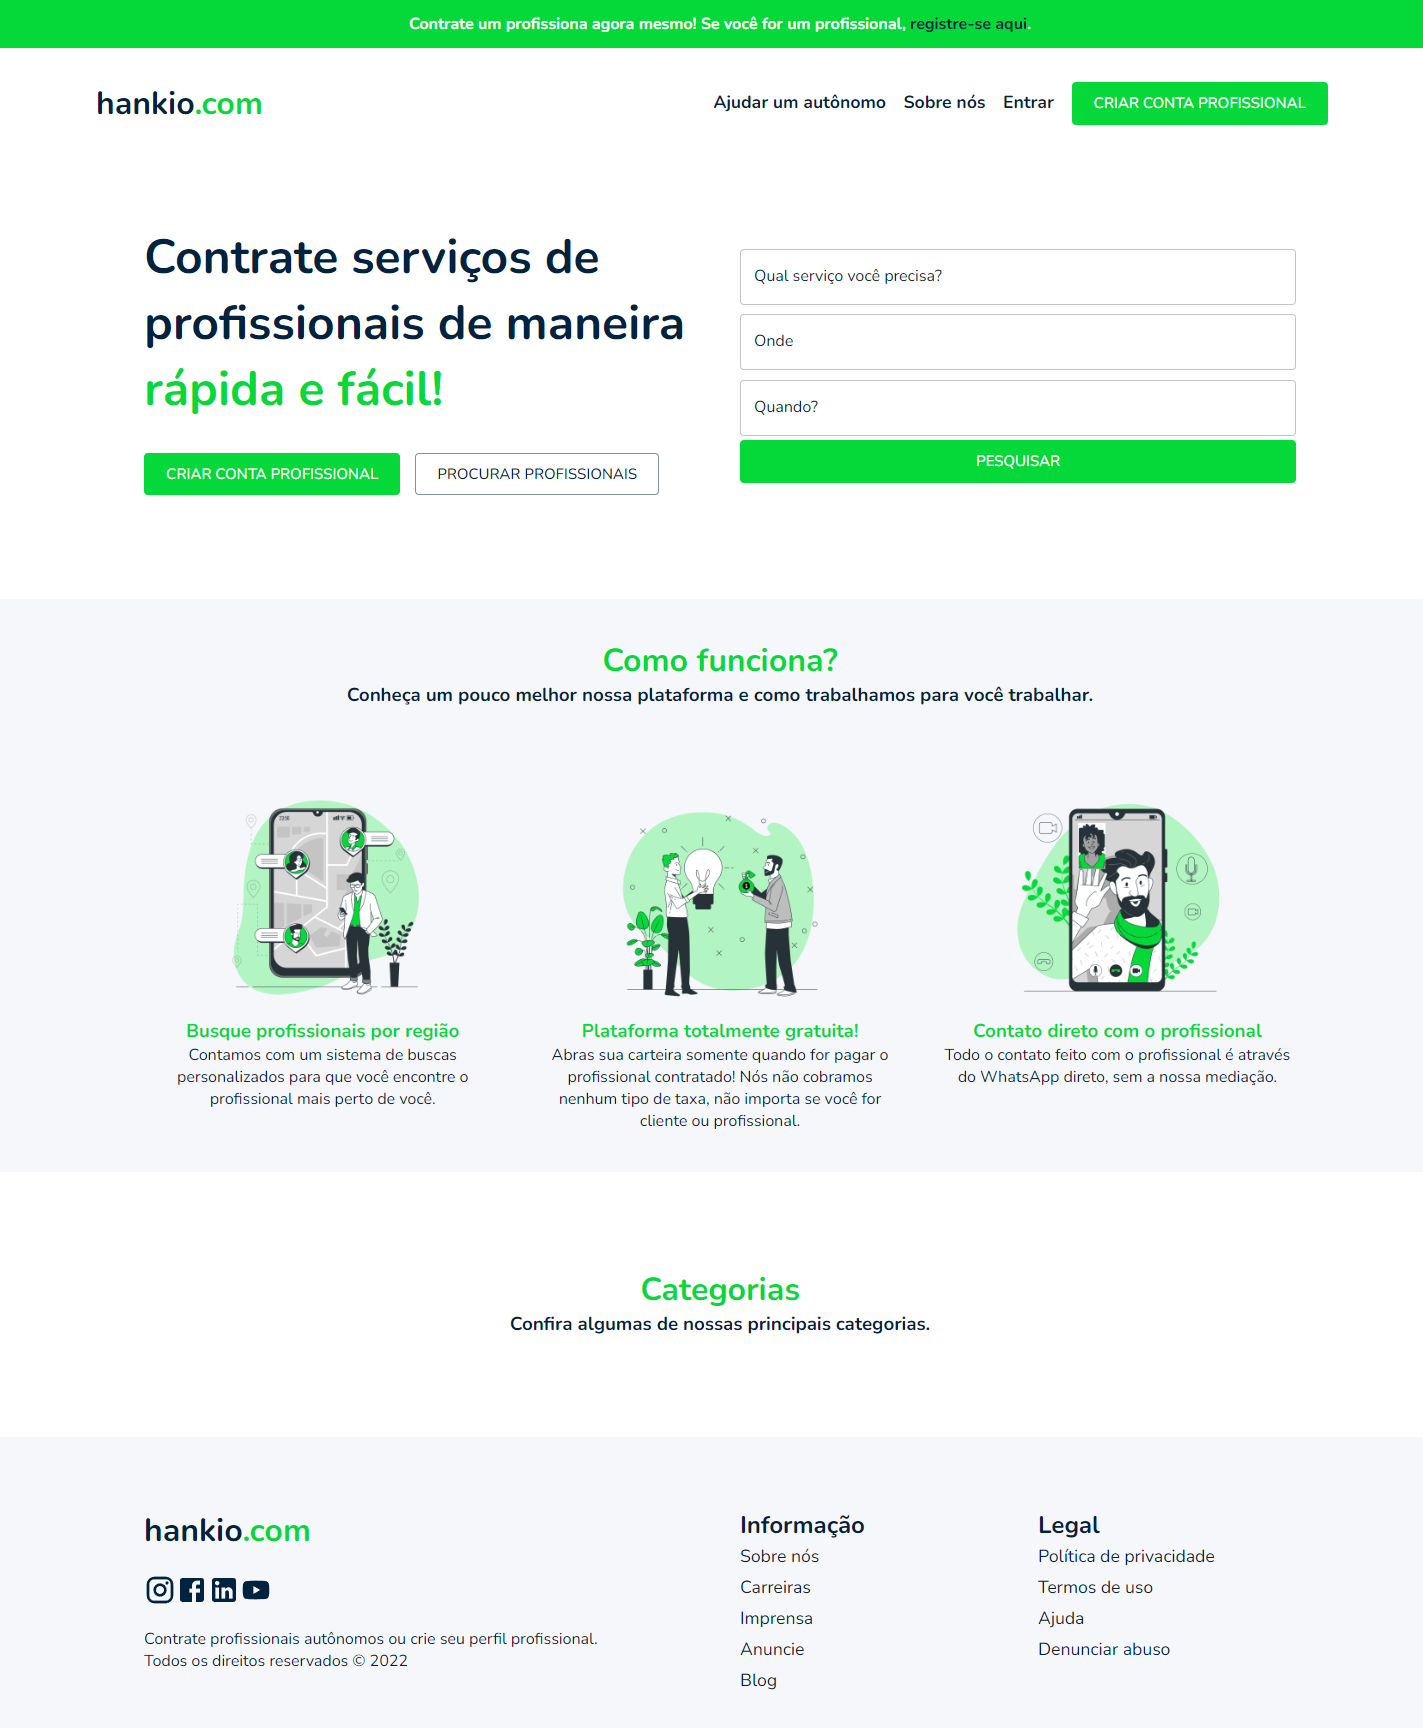 Contrate um profissiona agora mesmo! Se você for um profissional, registre-se aqui.
hankio.com
Ajudar um autônomo Sobre nós Entrar CRIAR CONTA PROFISSIONAL
Contrate serviços de
profissionais de maneira
rápida e fácil!
CRIAR CONTA PROFISSIONAL PROCURAR PROFISSIONAIS
Qual serviço você precisa?
Onde
Quando?
PESQUISAR
Como funciona?
Conheça um pouco melhor nossa plataforma e como trabalhamos para você trabalhar.
Busque profissionais por região
Contamos com um sistema de buscas
personalizados para que você encontre o
profissional mais perto de você.
Plataforma totalmente gratuita!
Abras sua carteira somente quando for pagar o
profissional contratado! Nós não cobramos
nenhum tipo de taxa, não importa se você for
cliente ou profissional.
Contato direto com o profissional
Todo o contato feito com o profissional é através
do WhatsApp direto, sem a nossa mediação.
Categorias
Confira algumas de nossas principais categorias.
hankio.com
Contrate profissionais autônomos ou crie seu perfil profissional.
Todos os direitos reservados © 2022
Informação
Sobre nós
Carreiras
Imprensa
Anuncie
Blog
Legal
Política de privacidade
Termos de uso
Ajuda
Denunciar abuso